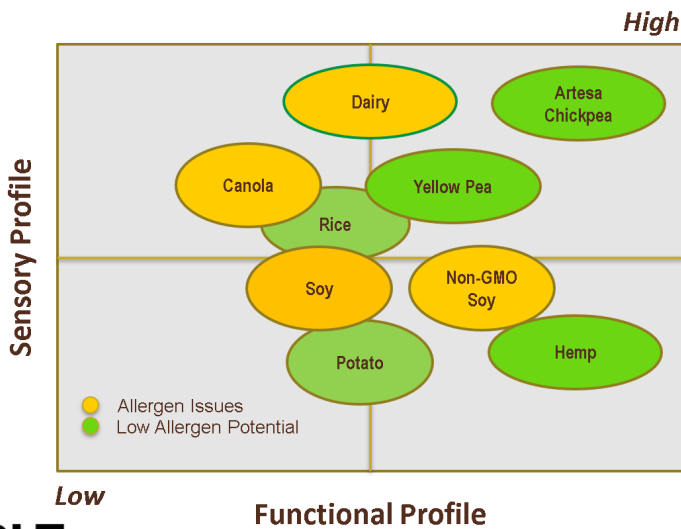 High
Dairy
Artesa
Chickpea
Canola
Yellow Pea
Rice
Soy
Non-GMO
Soy
Hemp
Potato
Allergen Issues
Low Allergen Potential
Sensory Profile
Low
Functional Profile